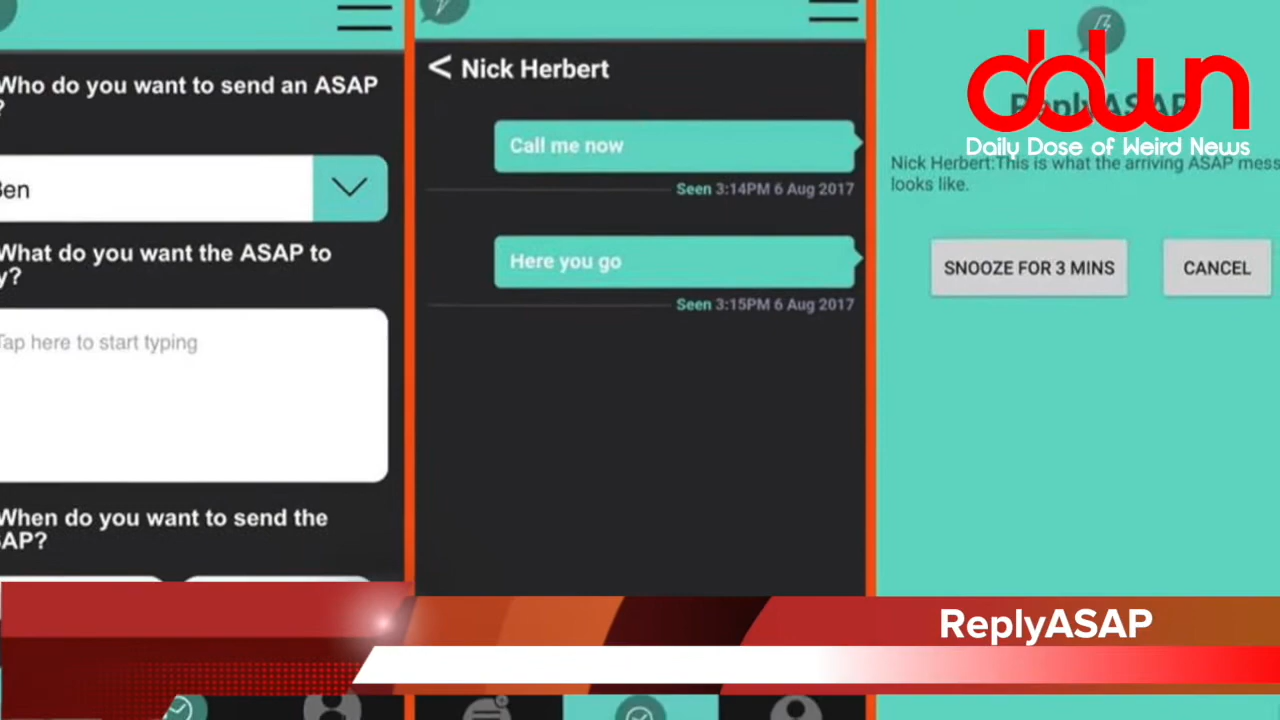 Who do you want to send an ASAP
?
Ben
What do you want the ASAP to
y?
Tap here to start typing
When do you want to send the
SAP?
< Nick Herbert
Call me now
Seen 3:14PM 6 Aug 2017
Here you go
Seen 3:15PM 6 Aug 2017
ddwn
Daily Dose of Weird News
ReplyASAP
Nick Herbert:This is what the arriving ASAP mess
looks like.
SNOOZE FOR 3 MINS
CANCEL
ReplyASAP